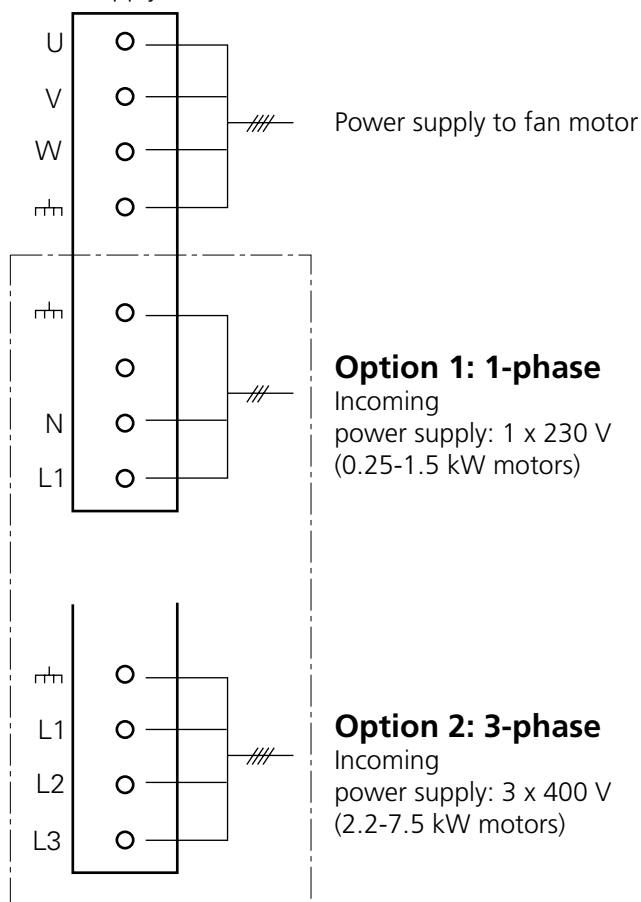 U
V
W
Power supply to fan motor
Option 1: 1-phase
Incoming
power supply: 1 x 230 V
(0.25-1.5 kW motors)
N
L1
L1
L2
L3
Option 2: 3-phase
Incoming
power supply: 3 x 400 V
(2.2-7.5 kW motors)